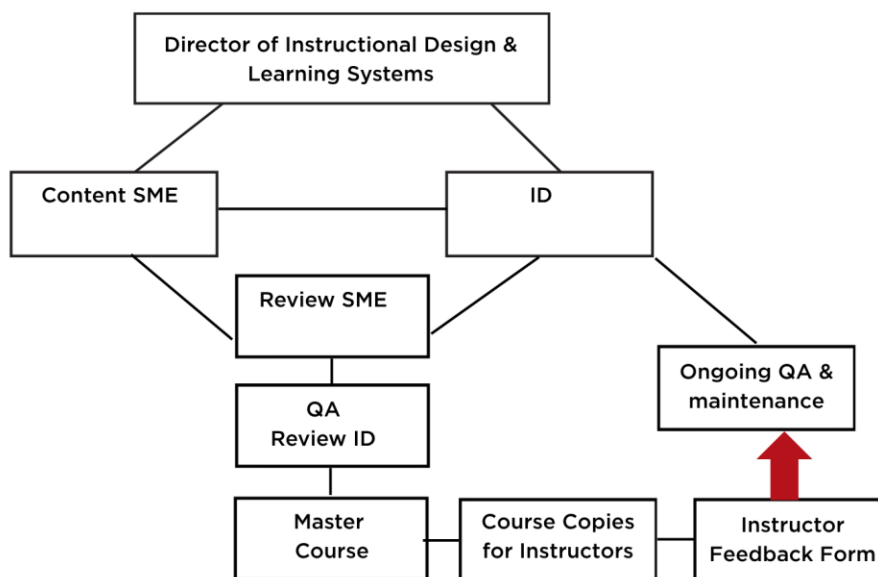 Director of Instructional Design &
Learning Systems
Content SME
ID
Review SME
Ongoing QA &
maintenance
QA
Review ID
Master
Course
Course Copies
for Instructors
Instructor
Feedback Form